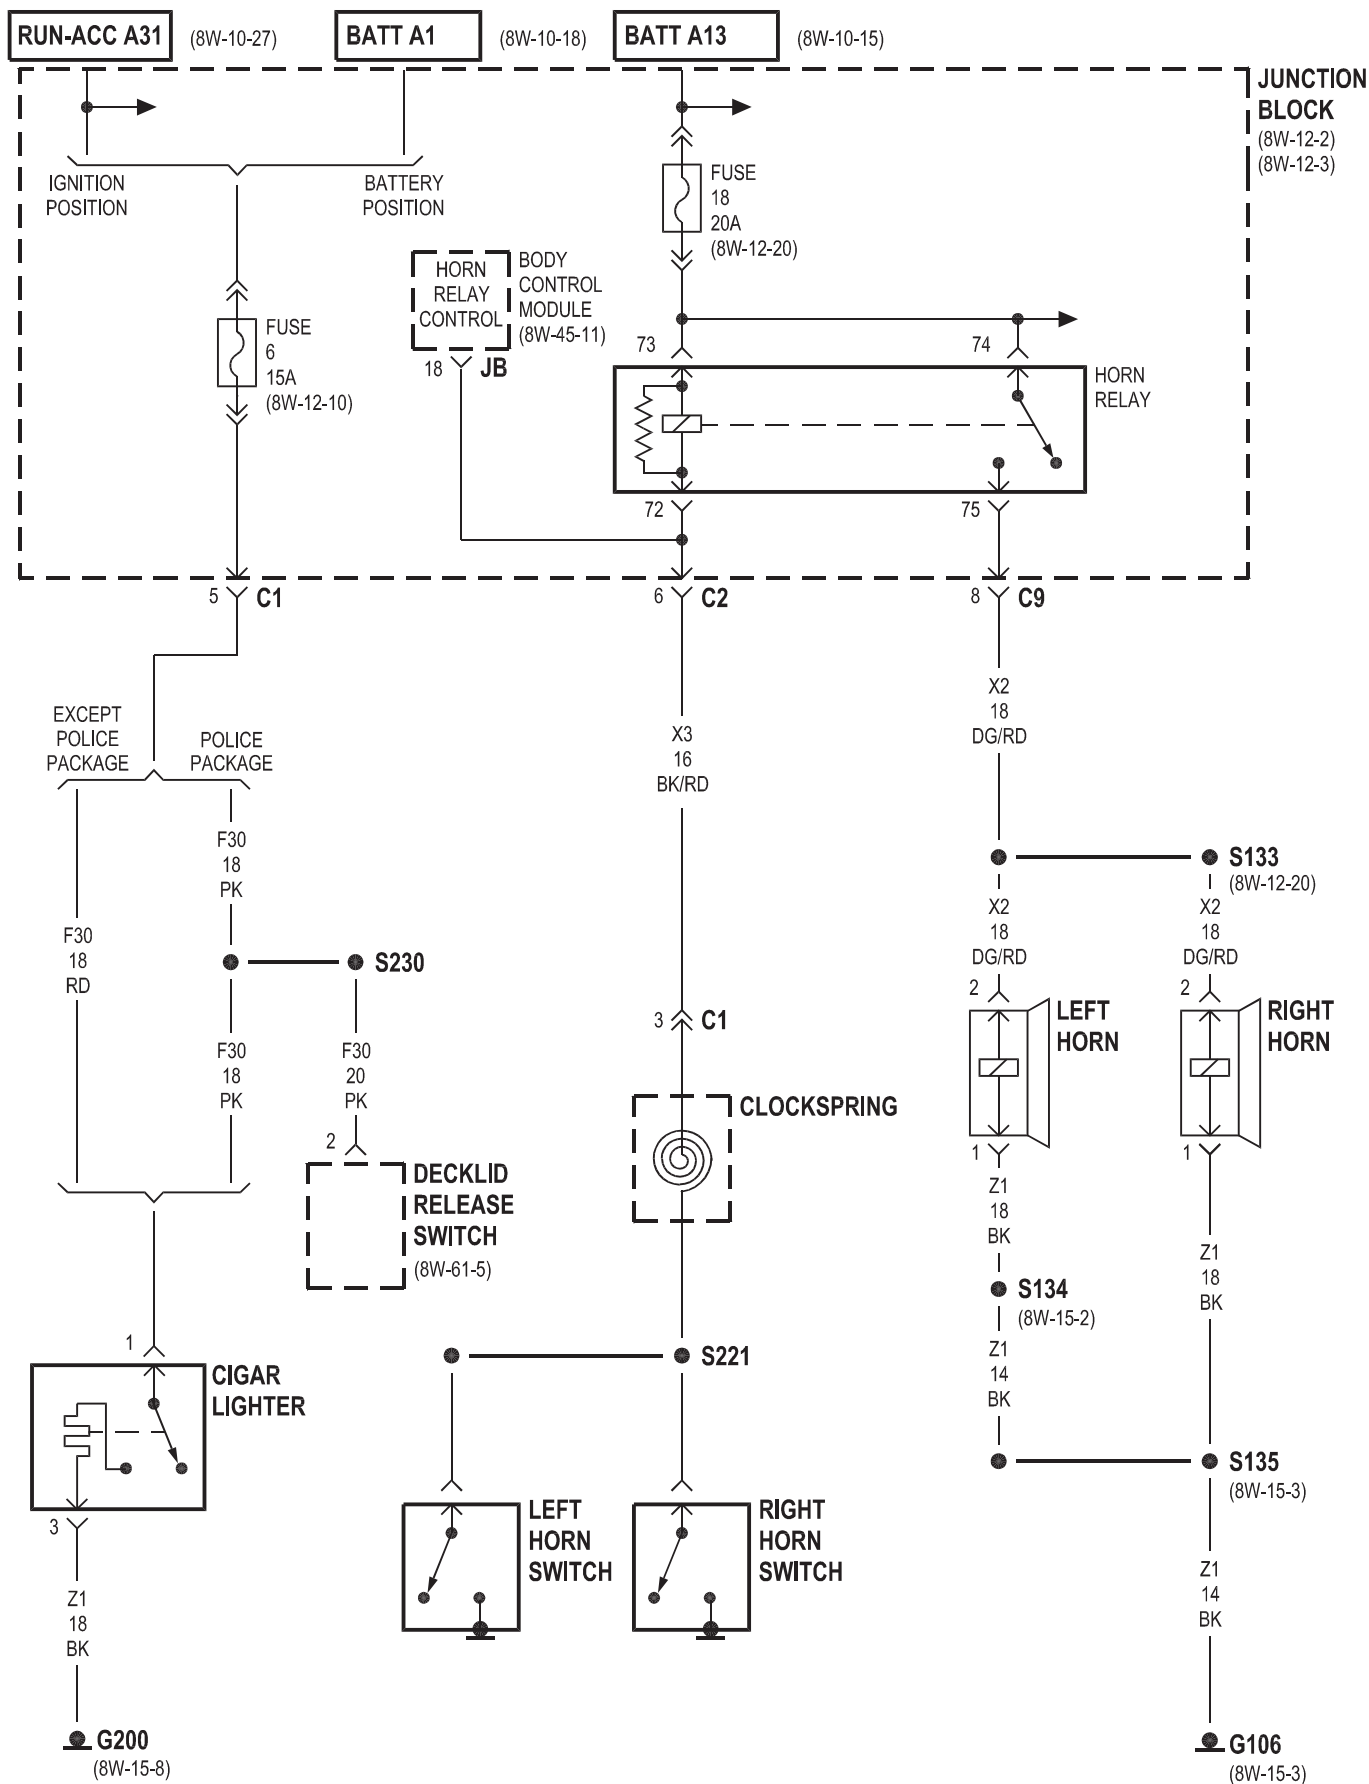 RUN-ACC A31
(8W-10-27)
BATT A1
(8W-10-18)
BATT A13
(8W-10-15)
JUNCTION
BLOCK
(8W-12-2)
(8W-12-3)
IGNITION
POSITION
BATTERY
POSITION
FUSE
18
20A
(8W-12-20)
HORN
RELAY
CONTROL
BODY
CONTROL
MODULE
(8W-45-11)
18
JB
FUSE
6
15A
(8W-12-10)
73
74
HORN
RELAY
72
75
5
C1
6
C2
8
C9
EXCEPT
POLICE
PACKAGE
POLICE
PACKAGE
X3
16
BK/RD
X2
18
DG/RD
F30
18
PK
F30
18
RD
S230
S133
(8W-12-20)
X2
18
DG/RD
X2
18
DG/RD
F30
18
PK
F30
20
PK
3
C1
2
LEFT
HORN
2
RIGHT
HORN
CLOCKSPRING
2
DECKLID
RELEASE
SWITCH
(8W-61-5)
1
1
Z1
18
BK
Z1
18
BK
S134
(8W-15-2)
Z1
14
BK
1
CIGAR
LIGHTER
S221
S135
(8W-15-3)
3
LEFT
HORN
SWITCH
RIGHT
HORN
SWITCH
Z1
18
BK
Z1
14
BK
G200
(8W-15-8)
G106
(8W-15-3)